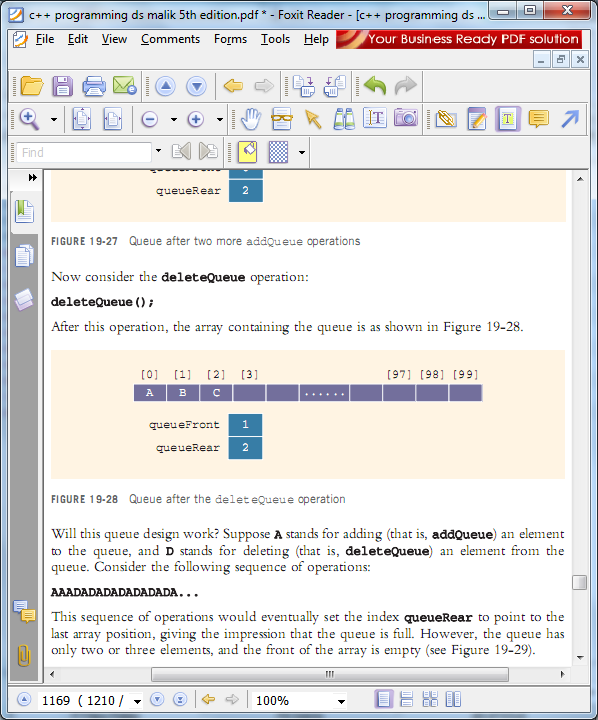 c++ programming ds malik 5th edition.pdf * - Foxit Reader - [c++ programming ds ...
File Edit View Comments Forms Tools Help Your Business Ready PDF solution
Find
queueRear 2
FIGURE 19-27 Queue after two more addQueue operations
Now consider the deleteQueue operation:
deleteQueue();
After this operation, the array containing the queue is as shown in Figure 19-28.
[0] [1] [2] [3] [97] [98] [99]
A B C ......
queueFront 1
queueRear 2
FIGURE 19-28 Queue after the deleteQueue operation
Will this queue design work? Suppose A stands for adding (that is, addQueue) an element
to the queue, and D stands for deleting (that is, deleteQueue) an element from the
queue. Consider the following sequence of operations:
AAADADADADADADADA...
This sequence of operations would eventually set the index queueRear to point to the
last array position, giving the impression that the queue is full. However, the queue has
only two or three elements, and the front of the array is empty (see Figure 19-29).
1169 (1210 / 100%